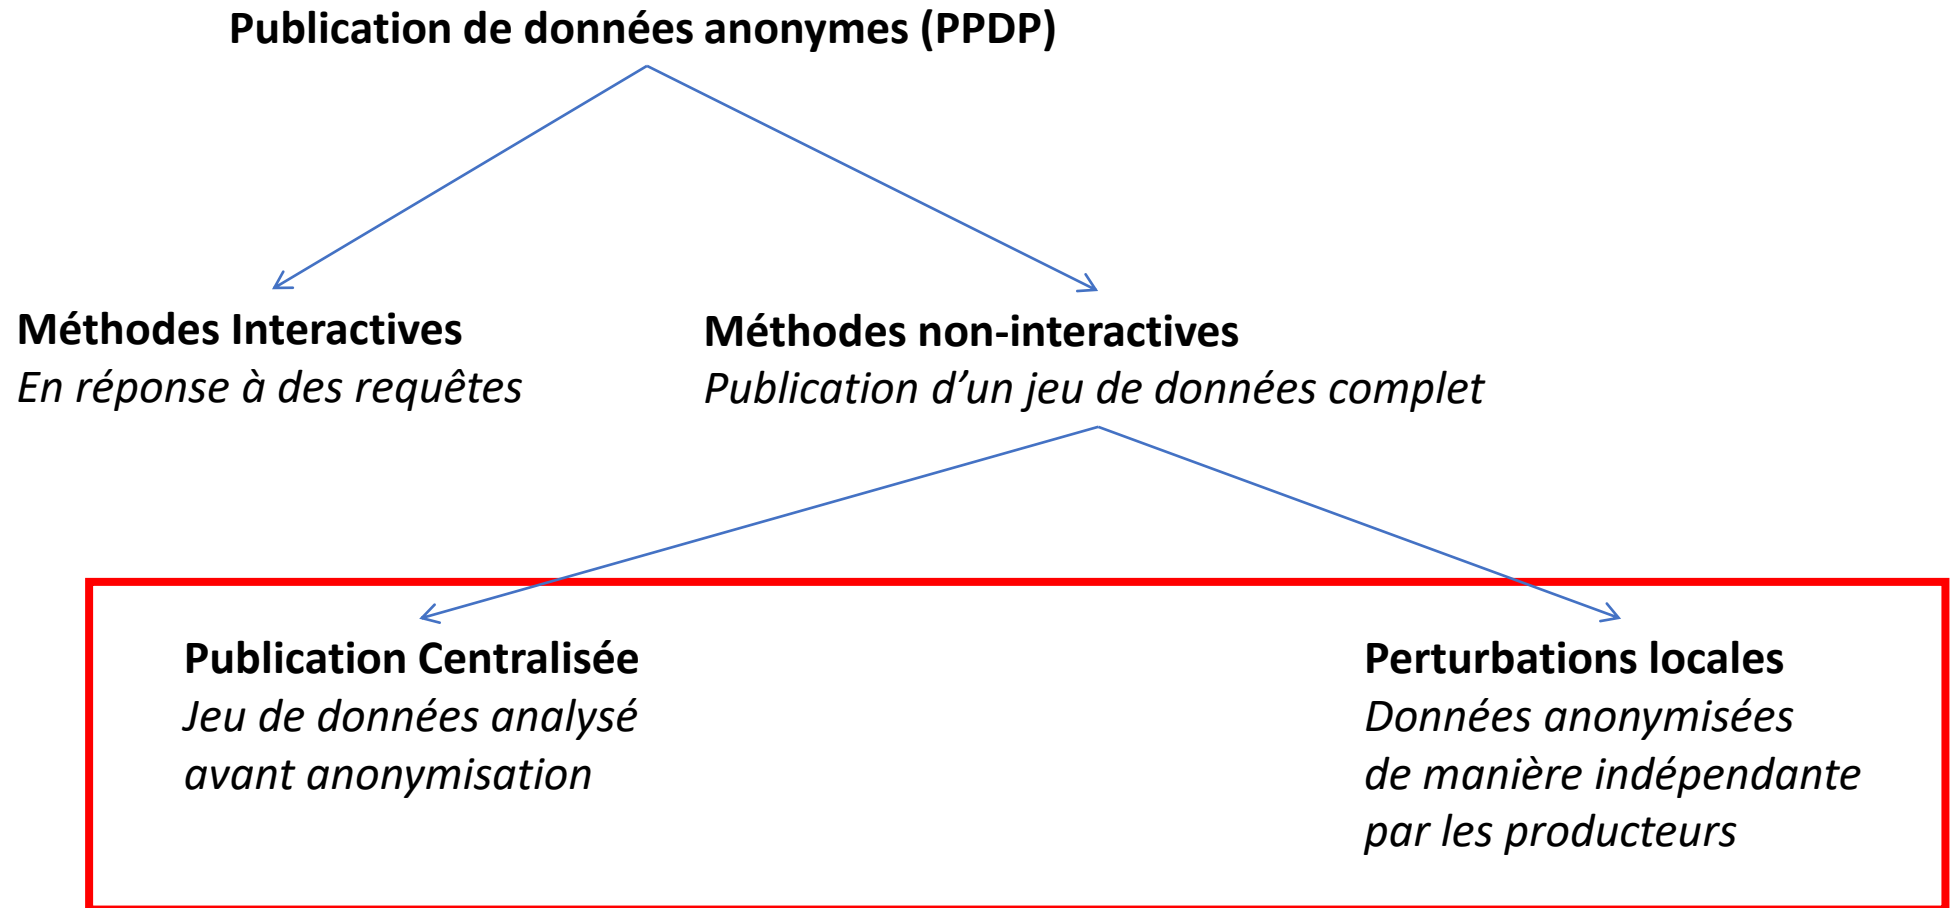 Publication de données anonymes (PPDP)
Méthodes Interactives
En réponse à des requêtes
Méthodes non-interactives
Publication d’un jeu de données complet
Publication Centralisée
Jeu de données analysé
avant anonymisation
Perturbations locales
Données anonymisées
de manière indépendante
par les producteurs